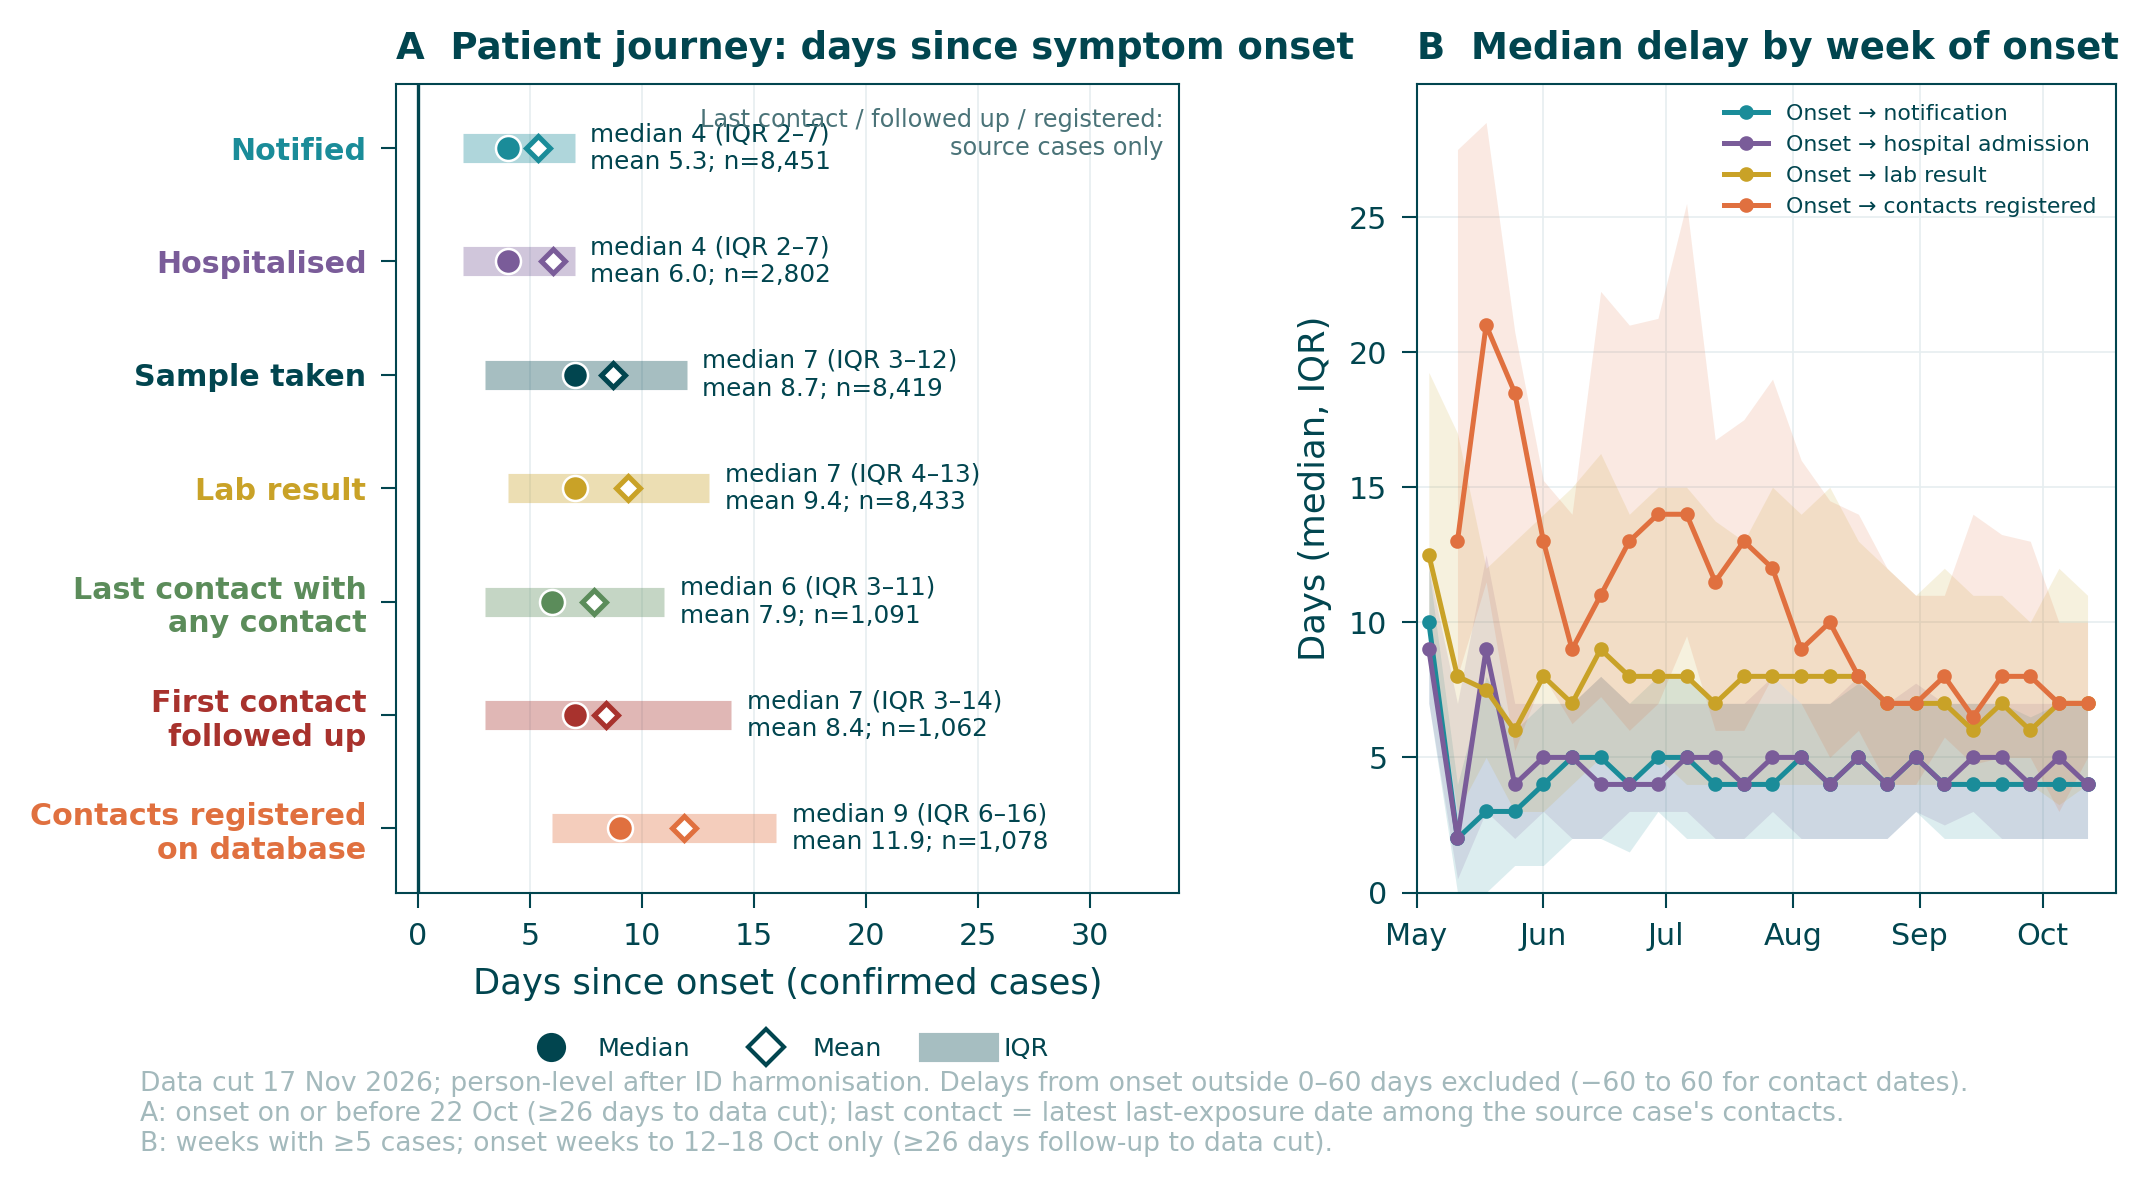 A  Patient journey: days since symptom onset
Last contact / followed up / registered:
source cases only
Notified
median 4 (IQR 2–7)
mean 5.3; n=8,451
Hospitalised
median 4 (IQR 2–7)
mean 6.0; n=2,802
Sample taken
median 7 (IQR 3–12)
mean 8.7; n=8,419
Lab result
median 7 (IQR 4–13)
mean 9.4; n=8,433
Last contact with
any contact
median 6 (IQR 3–11)
mean 7.9; n=1,091
First contact
followed up
median 7 (IQR 3–14)
mean 8.4; n=1,062
Contacts registered
on database
median 9 (IQR 6–16)
mean 11.9; n=1,078
0 5 10 15 20 25 30
Days since onset (confirmed cases)
Median Mean IQR
B  Median delay by week of onset
Onset → notification
Onset → hospital admission
Onset → lab result
Onset → contacts registered
Days (median, IQR)
25
20
15
10
5
0
May Jun Jul Aug Sep Oct
Data cut 17 Nov 2026; person-level after ID harmonisation. Delays from onset outside 0–60 days excluded (−60 to 60 for contact dates).
A: onset on or before 22 Oct (≥26 days to data cut); last contact = latest last-exposure date among the source case's contacts.
B: weeks with ≥5 cases; onset weeks to 12–18 Oct only (≥26 days follow-up to data cut).